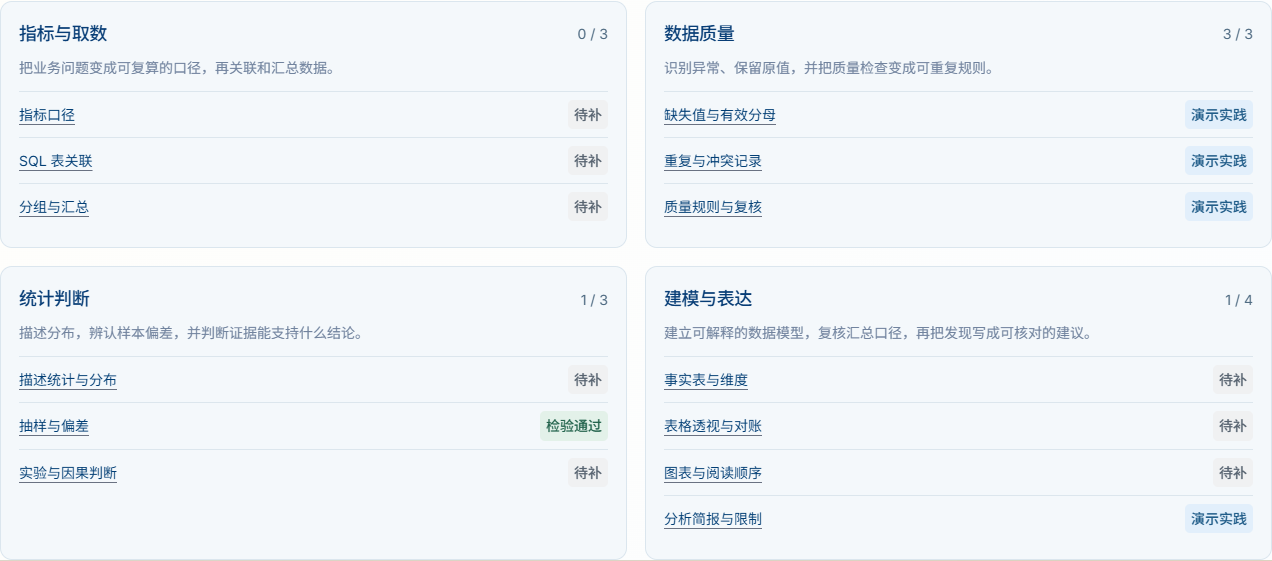 指标与取数
0 / 3
把业务问题变成可复算的口径，再关联和汇总数据。
指标口径
待补
SQL 表关联
待补
分组与汇总
待补
数据质量
3 / 3
识别异常、保留原值，并把质量检查变成可重复规则。
缺失值与有效分母
演示实践
重复与冲突记录
演示实践
质量规则与复核
演示实践
统计判断
1 / 3
描述分布，辨认样本偏差，并判断证据能支持什么结论。
描述统计与分布
待补
抽样与偏差
检验通过
实验与因果判断
待补
建模与表达
1 / 4
建立可解释的数据模型，复核汇总口径，再把发现写成可核对的建议。
事实表与维度
待补
表格透视与对账
待补
图表与阅读顺序
待补
分析简报与限制
演示实践